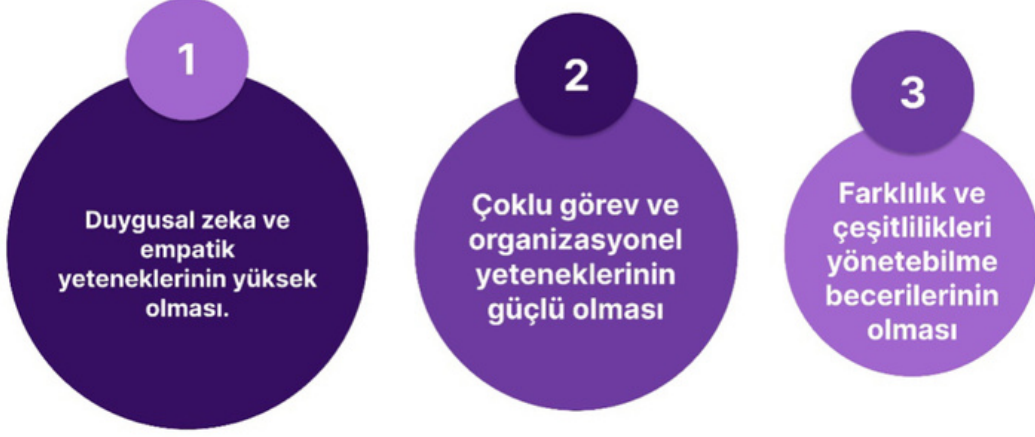 1
Duygusal zeka ve
empatik
yeteneklerinin yüksek
olması.
2
Çoklu görev ve
organizasyonel
yeteneklerinin
güçlü olması
3
Farklılık ve
çeşitlilikleri
yönetebilme
becerilerinin
olması